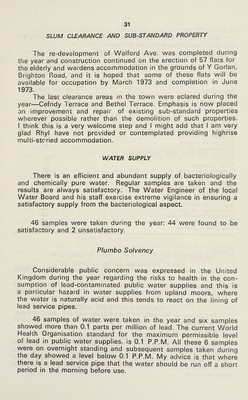 31
SLUM CLEARANCE AND SUB-STANDARD PROPERTY
The re-development of Walford Ave. was completed during
the year and construction continued on the erection of 57 flats for
the elderly and wardens accommodation in the grounds of Y Gorlan,
Brighton Road, and it is hoped that some of these flats will be
available for occupation by March 1973 and completion in June
1973.
The last clearance areas in the town were eclared during the
year—Cefndy Terrace and Bethel Terrace. Emphasis is now placed
on improvement and repair of existing sub-standard properties
wherever possible rather than the demolition of such properties.
I think this is a very welcome step and I might add that I am very
glad Rhyl have not provided or contemplated providing highrise
multi-storied accommodation.
WATER SUPPLY
There is an efficient and abundant supply of bacteriologically
and chemically pure water. Regular samples are taken and the
results are always satisfactory. The Water Engineer of the local
Water Board and his staff exercise extreme vigilance in ensuring a
satisfactory supply from the bacteriological aspect.
46 samples were taken during the year: 44 were found to be
satisfactory and 2 unsatisfactory.
Plumbo Solvency
Considerable public concern was expressed in the United
Kingdom during the year regarding the risks to health in the con-
sumption of lead-contaminated public water supplies and this is
a particular hazard in water supplies from upland moors, where
the water is naturally acid and this tends to react on the lining of
lead service pipes.
46 samples of water were taken in the year and six samples
showed more than 0.1 parts per million of lead. The current World
Health Organisation standard for the maximum permissible level
of lead in public water supplies. is 0.1 P.P.M. All these 6 samples
were on overnight standing and subsequent samples taken during
the day showed a level below 0.1 P.P.M. My advice is that where
there is a lead service pipe that the water should be run off a short
period in the morning before use.